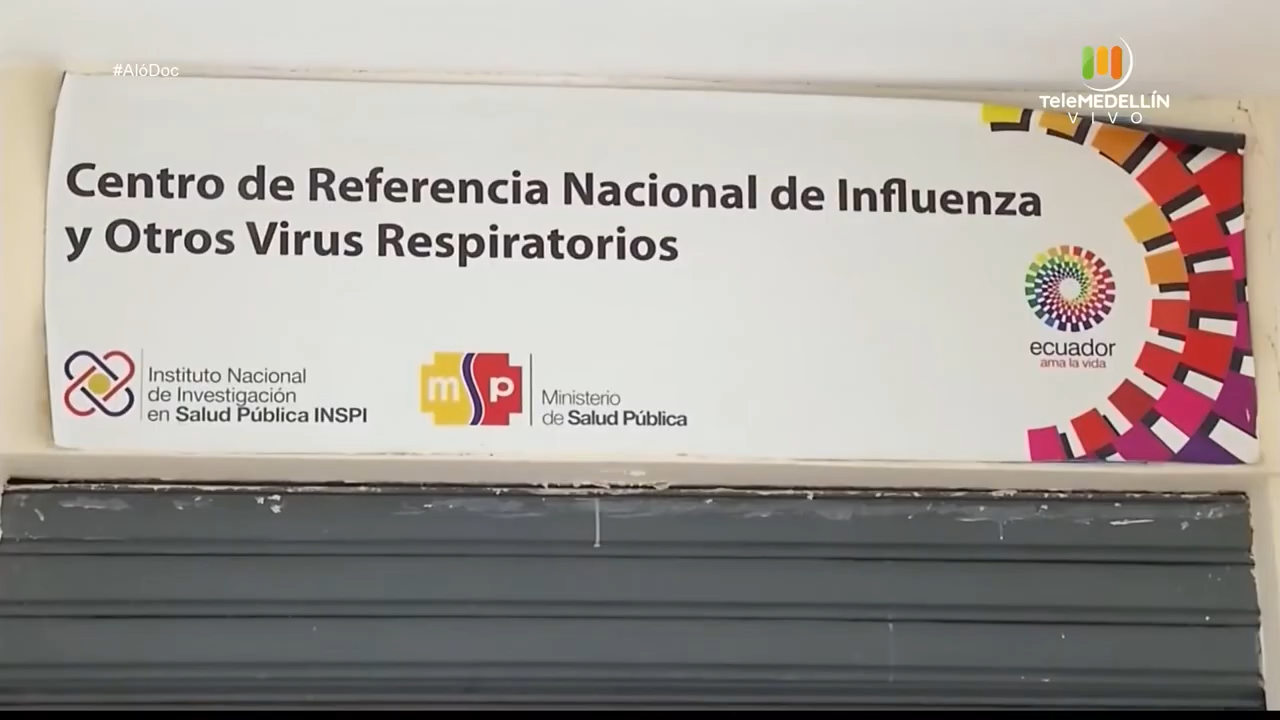 #AlóDoc
TeleMEDELLÍN
VIVO
Centro de Referencia Nacional de Influenza
y Otros Virus Respiratorios
ecuador
ama la vida
Instituto Nacional
de Investigación
en Salud Pública INSPI
msp
Ministerio
de Salud Pública